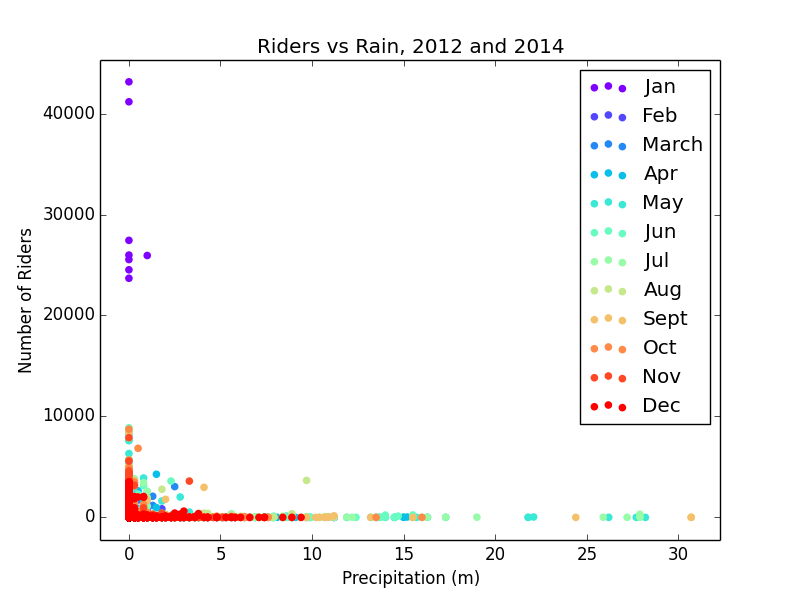 Riders vs Rain, 2012 and 2014
40000
30000
20000
10000
0
Number of Riders
0 5 10 15 20 25 30
Precipitation (m)
Jan
Feb
March
Apr
May
Jun
Jul
Aug
Sept
Oct
Nov
Dec